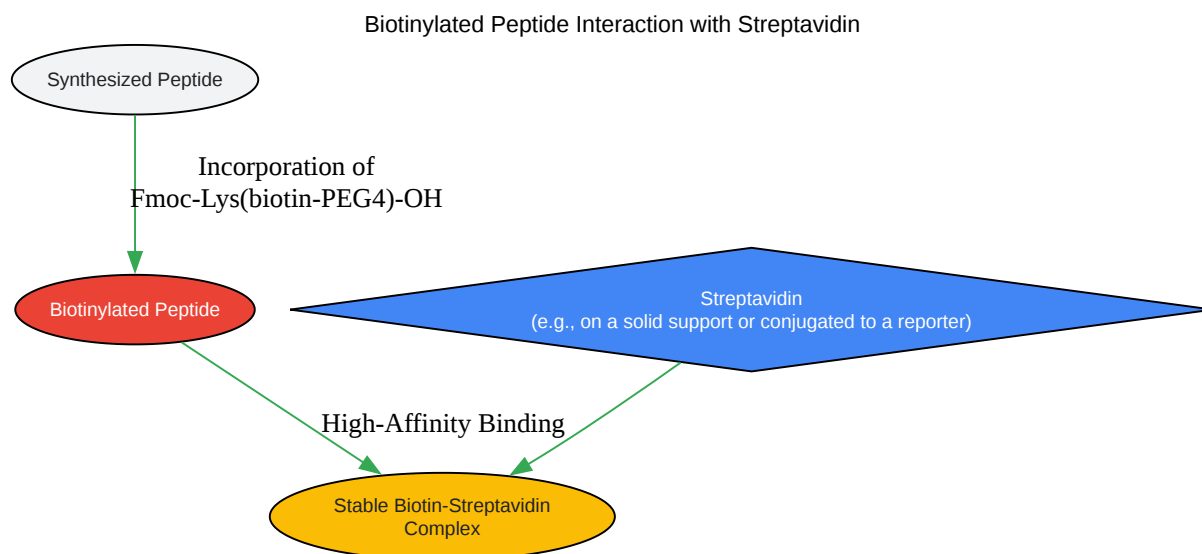 Biotinylated Peptide Interaction with Streptavidin
Synthesized Peptide
Incorporation of
Fmoc-Lys(biotin-PEG4)-OH
Biotinylated Peptide
Streptavidin
(e.g., on a solid support or conjugated to a reporter)
High-Affinity Binding
Stable Biotin-Streptavidin
Complex